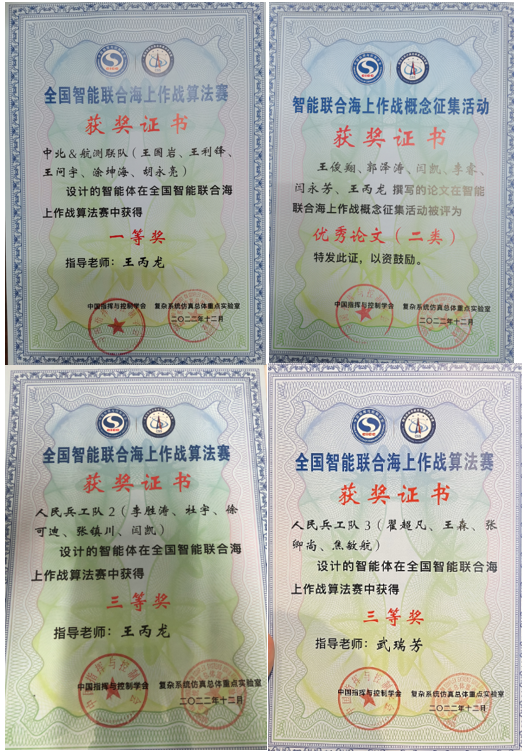 全国智能联合海上作战算法赛
获奖证书
中北&航测联队（王国岩、王利锋、
王问宇、涂坤海、胡永亮）
设计的智能体在全国智能联合海
上作战算法赛中获得
一等奖
指导老师：王丙龙
中国指挥与控制学会 复杂系统仿真总体重点实验室
二〇二二年十二月
智能联合海上作战概念征集活动
获奖证书
王俊翔、郭泽涛、闫凯、李睿、
闫永芳、王丙龙 撰写的论文在智能
联合海上作战概念征集活动被评为
优秀论文（二类）
特发此证，以资鼓励。
中国指挥与控制学会 复杂系统仿真总体重点实验室
二〇二二年十二月
全国智能联合海上作战算法赛
获奖证书
人民兵工队2（李胜涛、杜宇、徐
可迪、张镇川、闫凯）
设计的智能体在全国智能联合海
上作战算法赛中获得
三等奖
指导老师：王丙龙
中国指挥与控制学会 复杂系统仿真总体重点实验室
二〇二二年十二月
全国智能联合海上作战算法赛
获奖证书
人民兵工队3（翟超凡、王森、张
卿尚、焦敏航）
设计的智能体在全国智能联合海
上作战算法赛中获得
三等奖
指导老师：武瑞芳
中国指挥与控制学会 复杂系统仿真总体重点实验室
二〇二二年十二月